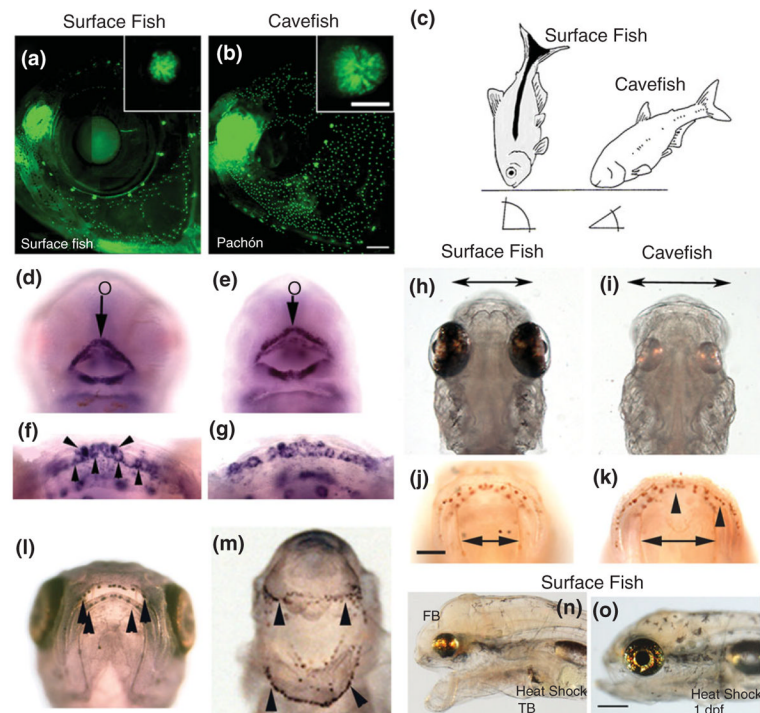 Surface Fish
Cavefish
(a)
(b)
(c)
Surface Fish
Cavefish
Surface fish
Pachón
Surface Fish
Cavefish
(d)
O
(e)
O
(h)
(i)
(f)
(g)
(j)
(k)
(l)
(m)
Surface Fish
FB
(n)
(o)
Heat Shock
TB
Heat Shock
1 dpf